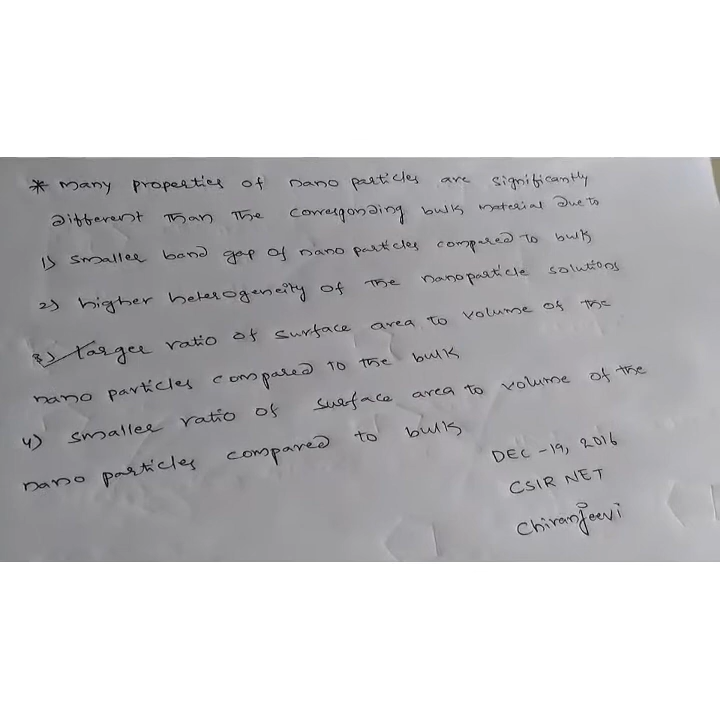 * Many properties of nano particles are significantly
different than the corresponding bulk material due to
1) smaller band gap of nano particles compared to bulk
2) higher heterogeneity of the nanoparticle solutions
3) larger ratio of surface area to volume of the
nano particles compared to the bulk
4) smaller ratio of surface area to volume of the
nano particles compared to bulk
DEC -19, 2016
CSIR NET
Chiranjeevi